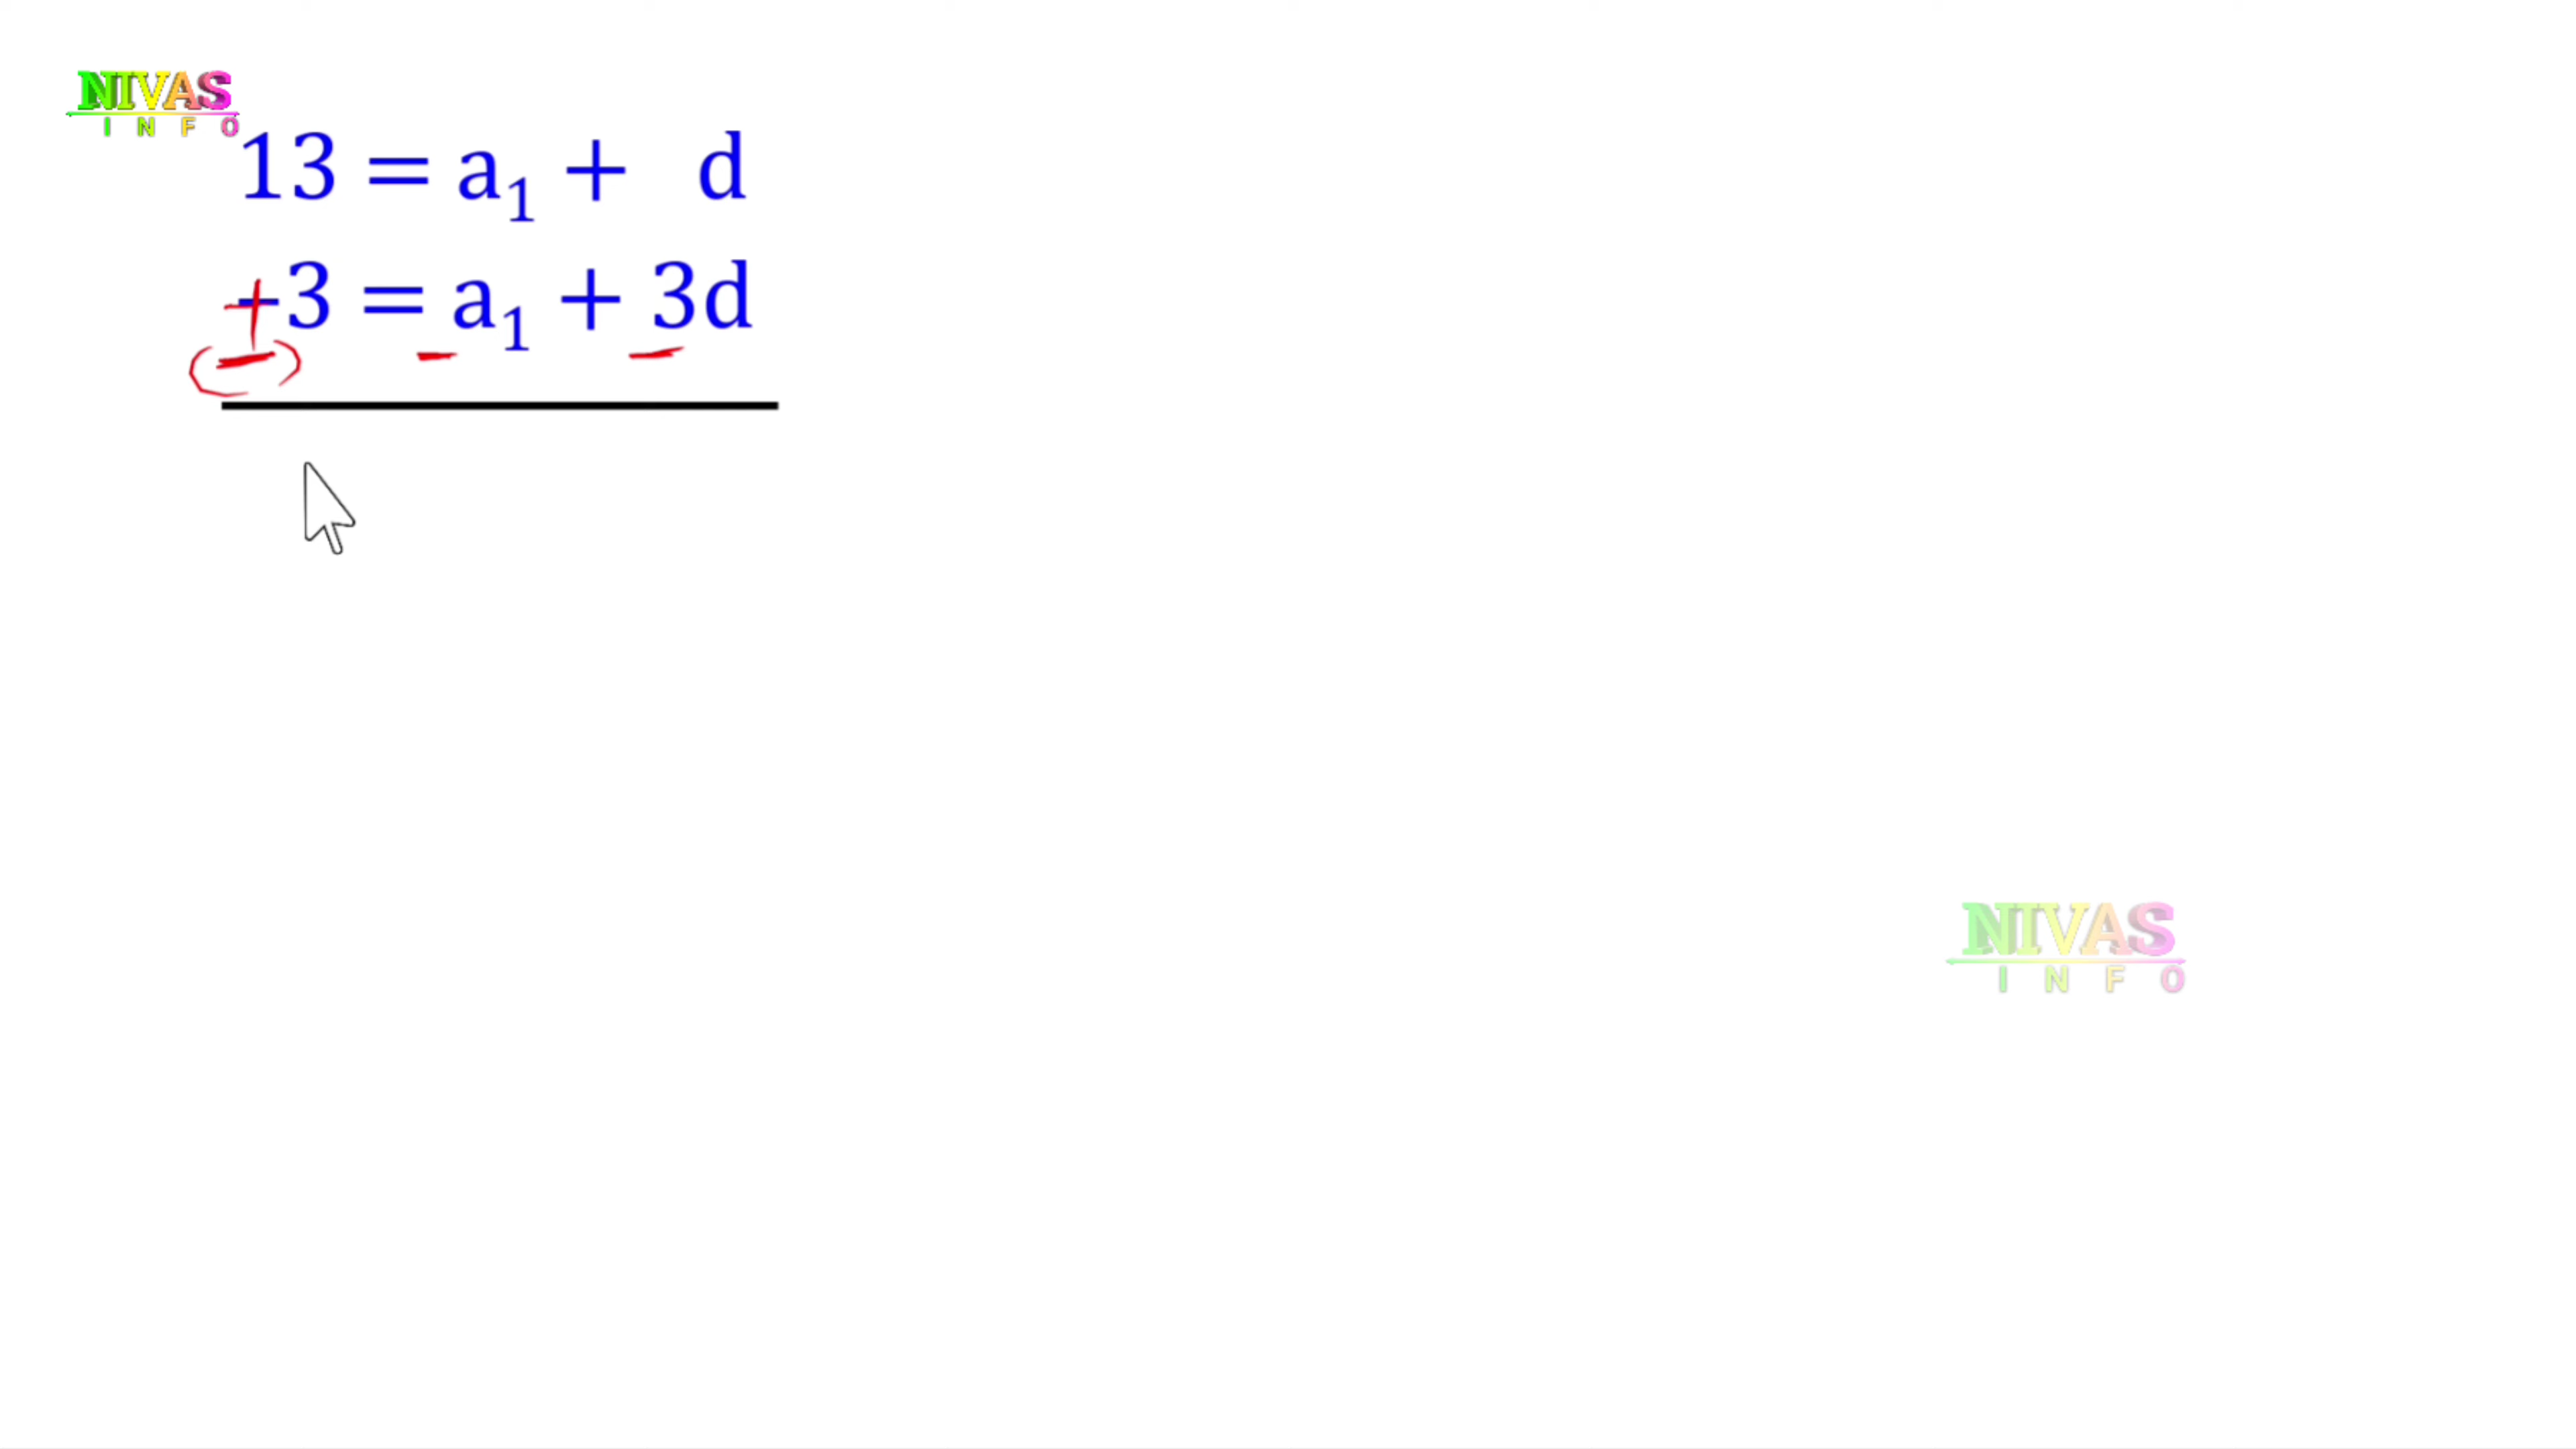 NIVAS
INFO
13 = a₁ + d
-3 = a₁ + 3d
+
(-) - -
NIVAS
INFO